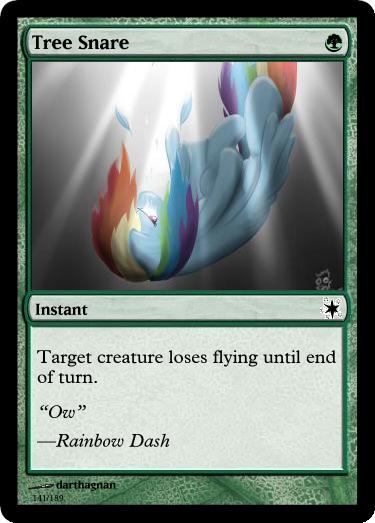 Tree Snare
Instant
Target creature loses flying until end
of turn.
“Ow”
—Rainbow Dash
darthagnan
141/189